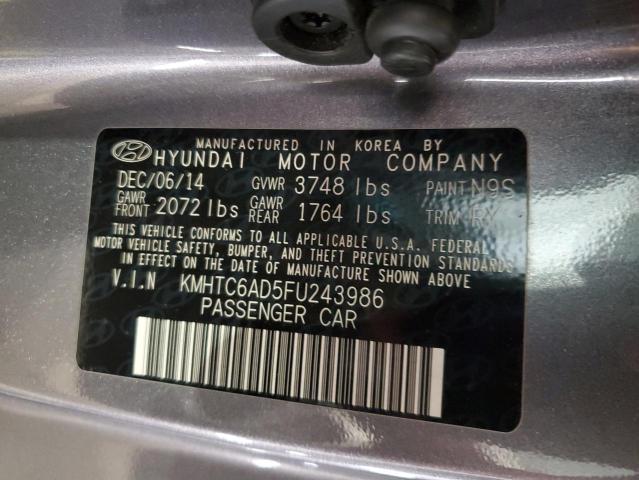 MANUFACTURED IN KOREA BY
HYUNDAI MOTOR COMPANY
DEC/06/14 GVWR 3748 lbs PAINT N9S
GAWR FRONT 2072 lbs GAWR REAR 1764 lbs TRIM RY
THIS VEHICLE CONFORMS TO ALL APPLICABLE U.S.A. FEDERAL
MOTOR VEHICLE SAFETY, BUMPER, AND THEFT PREVENTION STANDARDS
IN EFFECT ON THE DATE OF MANUFACTURE SHOWN ABOVE.
V.I.N KMHTC6AD5FU243986
PASSENGER CAR